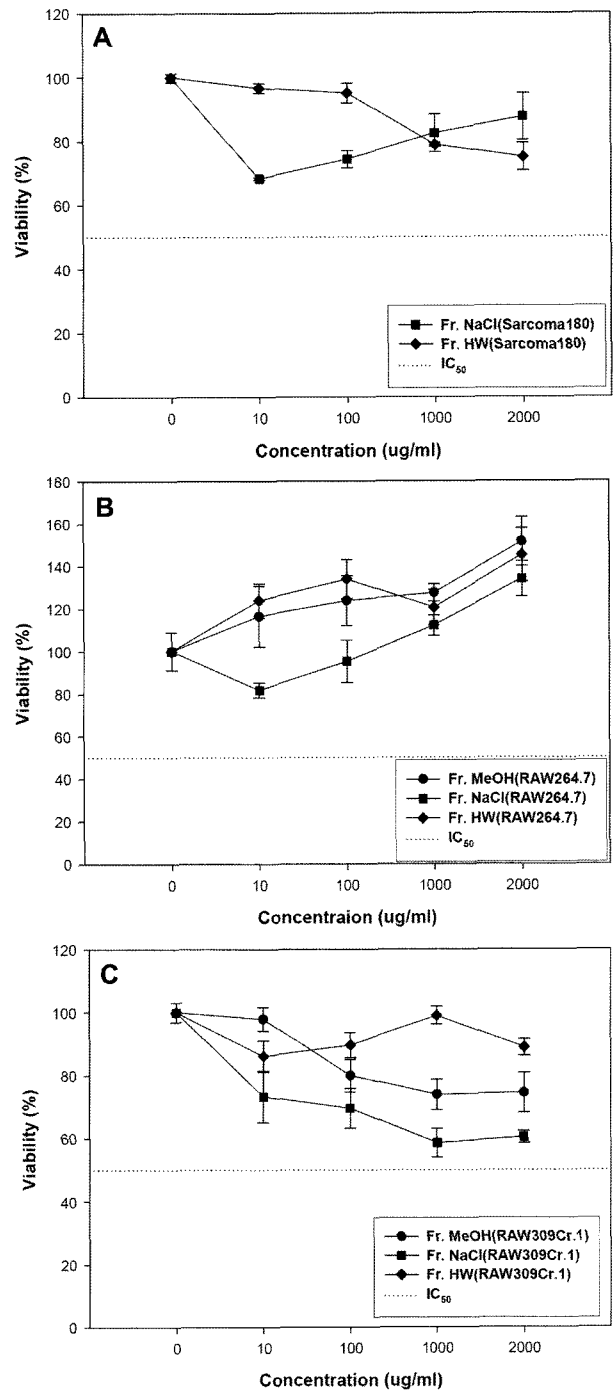 A
120
100
80
60
40
20
0
Viability (%)
0 10 100 1000 2000
Concentration (ug/ml)
Fr. NaCl(Sarcoma180)
Fr. HW(Sarcoma180)
IC50
B
180
160
140
120
100
80
60
40
20
0
Viability (%)
0 10 100 1000 2000
Concentraion (ug/ml)
Fr. MeOH(RAW264.7)
Fr. NaCl(RAW264.7)
Fr. HW(RAW264.7)
IC50
C
120
100
80
60
40
20
0
Viability (%)
0 10 100 1000 2000
Concentration (ug/ml)
Fr. MeOH(RAW309Cr.1)
Fr. NaCl(RAW309Cr.1)
Fr. HW(RAW309Cr.1)
IC50